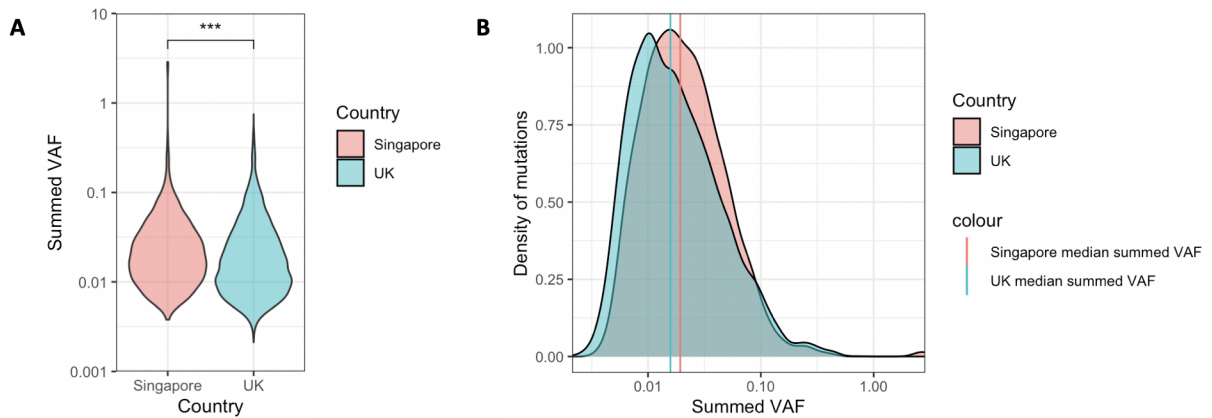 A
10
1
0.1
0.01
0.001
Summed VAF
***
Singapore
UK
Country
Country
Singapore
UK
B
1.00
0.75
0.50
0.25
0.00
Density of mutations
0.01
0.10
1.00
Summed VAF
Country
Singapore
UK
colour
Singapore median summed VAF
UK median summed VAF